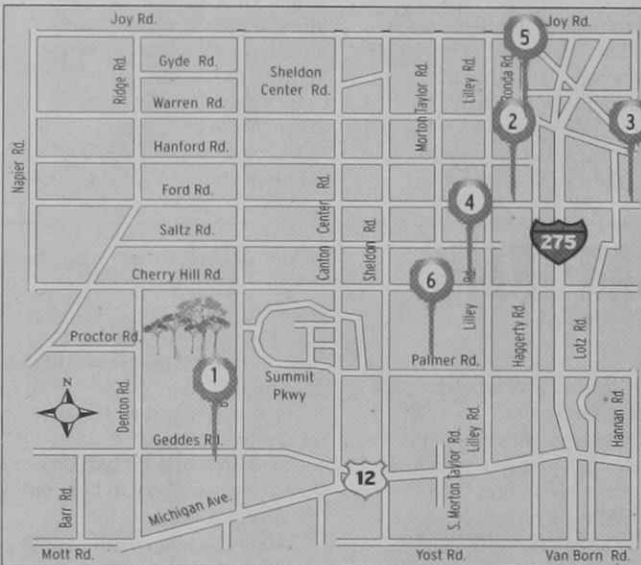 Joy Rd.
Joy Rd.
5
Gyde Rd.
Sheldon
Center Rd.
Ridge Rd.
Warren Rd.
Morton Taylor Rd.
Lilley Rd.
Ronda Rd.
2
3
Hanford Rd.
Napier Rd.
Ford Rd.
Canton Center Rd.
4
Saltz Rd.
Sheldon Rd.
275
Cherry Hill Rd.
6
Lilley Rd.
Haggerty Rd.
Lotz Rd.
Proctor Rd.
Palmer Rd.
1
Summit
Pkwy
N
Denton Rd.
Hannan Rd.
Geddes Rd.
Lilley Rd.
S. Morton Taylor Rd.
12
Barr Rd.
Michigan Ave.
Mott Rd.
Yost Rd.
Van Born Rd.